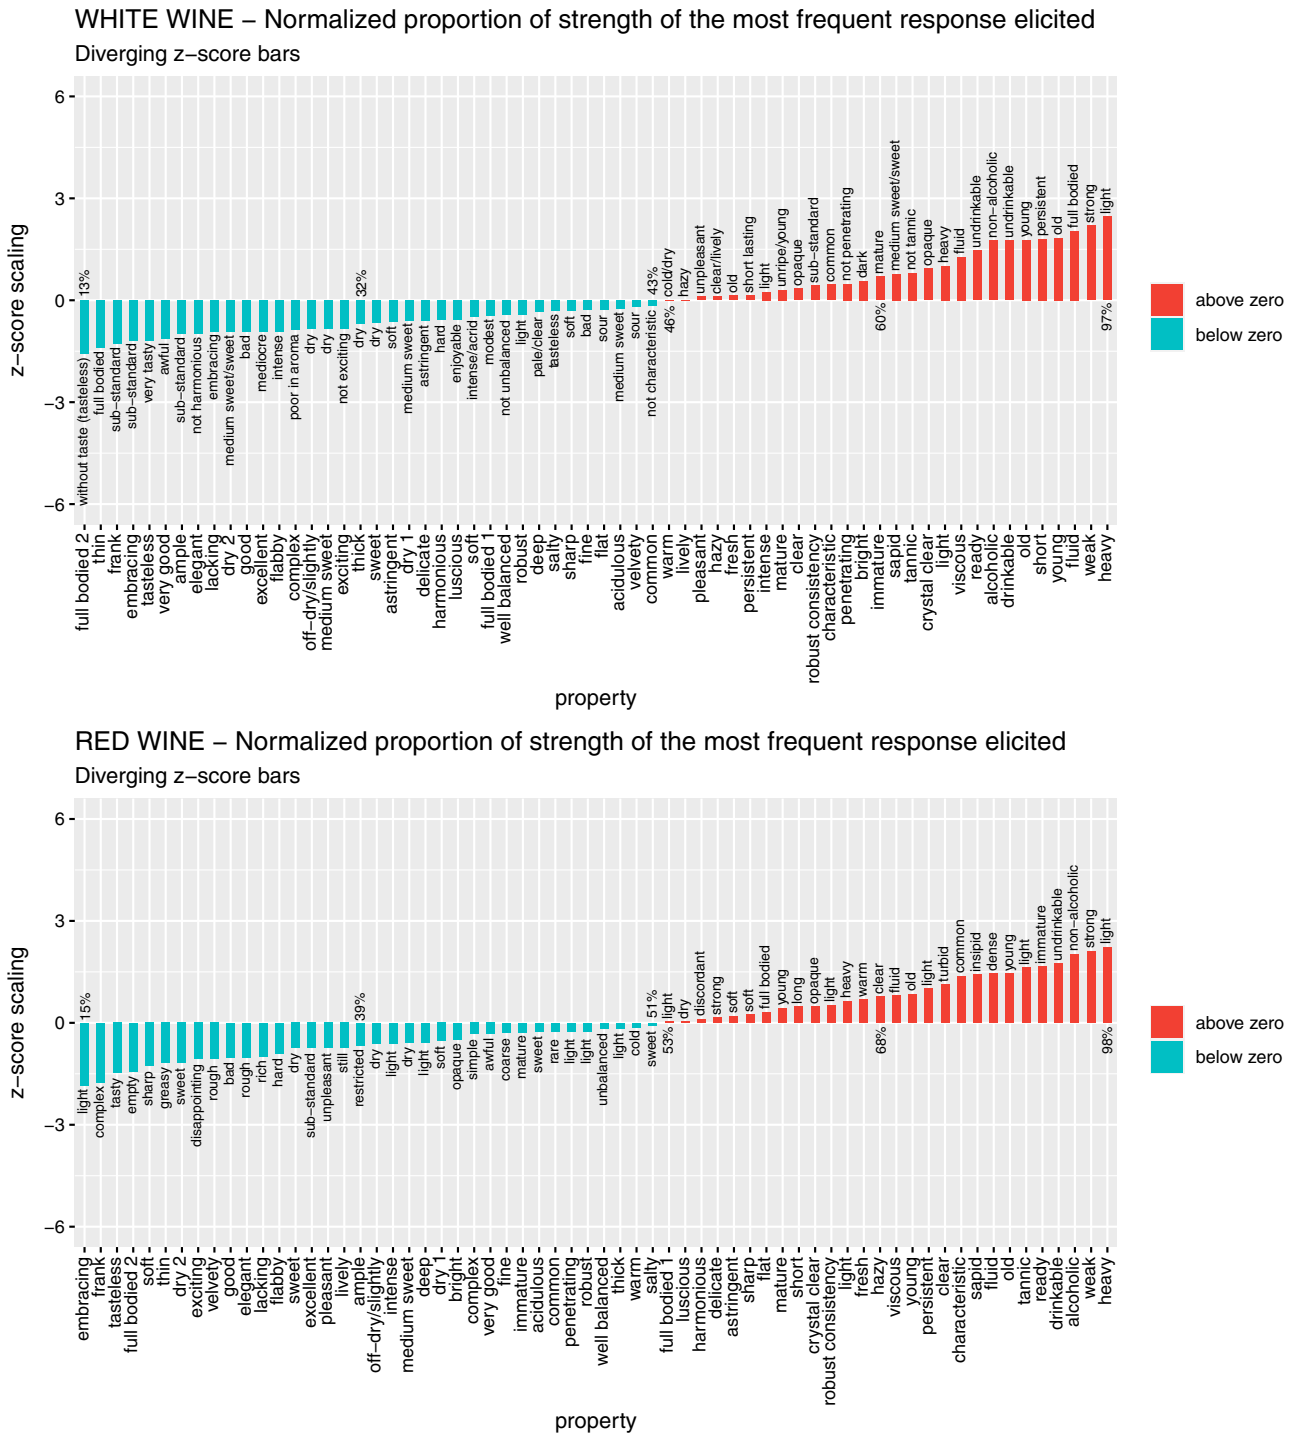 WHITE WINE − Normalized proportion of strength of the most frequent response elicited
Diverging z−score bars
6
3
0
−3
−6
z−score scaling
13%
32%
43%
46%
60%
97%
without taste (tasteless)
full bodied
sub−standard
sub−standard
very tasty
awful
sub−standard
not harmonious
embracing
medium sweet/sweet
bad
mediocre
intense
poor in aroma
dry
dry
not exciting
dry
dry
soft
medium sweet
astringent
hard
enjoyable
intense/acrid
modest
not unbalanced
light
pale/clear
tasteless
soft
bad
sour
medium sweet
sour
not characteristic
cold/dry
hazy
unpleasant
clear/lively
old
short lasting
light
unripe/young
opaque
sub−standard
common
not penetrating
dark
mature
medium sweet/sweet
not tannic
opaque
heavy
fluid
undrinkable
non−alcoholic
undrinkable
young
persistent
old
full bodied
strong
light
full bodied 2
thin
frank
embracing
tasteless
very good
ample
elegant
lacking
dry 2
good
excellent
flabby
complex
off−dry/slightly
medium sweet
exciting
thick
sweet
astringent
dry 1
delicate
harmonious
luscious
soft
full bodied 1
well balanced
robust
deep
salty
sharp
fine
flat
acidulous
velvety
common
warm
lively
pleasant
hazy
fresh
persistent
intense
mature
clear
robust consistency
characteristic
penetrating
bright
immature
sapid
tannic
crystal clear
light
viscous
ready
alcoholic
drinkable
old
short
young
fluid
weak
heavy
property
above zero
below zero
RED WINE − Normalized proportion of strength of the most frequent response elicited
Diverging z−score bars
6
3
0
−3
−6
z−score scaling
15%
39%
51%
53%
68%
98%
light
complex
tasty
empty
sharp
greasy
sweet
disappointing
rough
bad
rough
rich
hard
dry
sub−standard
unpleasant
still
restricted
dry
light
dry
light
soft
opaque
simple
awful
coarse
mature
sweet
rare
light
light
unbalanced
light
cold
sweet
light
dry
discordant
strong
soft
soft
full bodied
young
long
opaque
light
heavy
warm
clear
fluid
old
light
turbid
common
insipid
dense
young
light
immature
undrinkable
non−alcoholic
strong
light
embracing
frank
tasteless
full bodied 2
soft
thin
dry 2
exciting
velvety
good
elegant
lacking
flabby
sweet
excellent
pleasant
lively
ample
off−dry/slightly
intense
medium sweet
deep
dry 1
bright
complex
very good
fine
immature
acidulous
common
penetrating
robust
well balanced
thick
warm
salty
full bodied 1
luscious
harmonious
delicate
astringent
sharp
flat
mature
short
crystal clear
robust consistency
light
fresh
hazy
viscous
young
persistent
clear
characteristic
sapid
fluid
old
tannic
ready
drinkable
alcoholic
weak
heavy
property
above zero
below zero